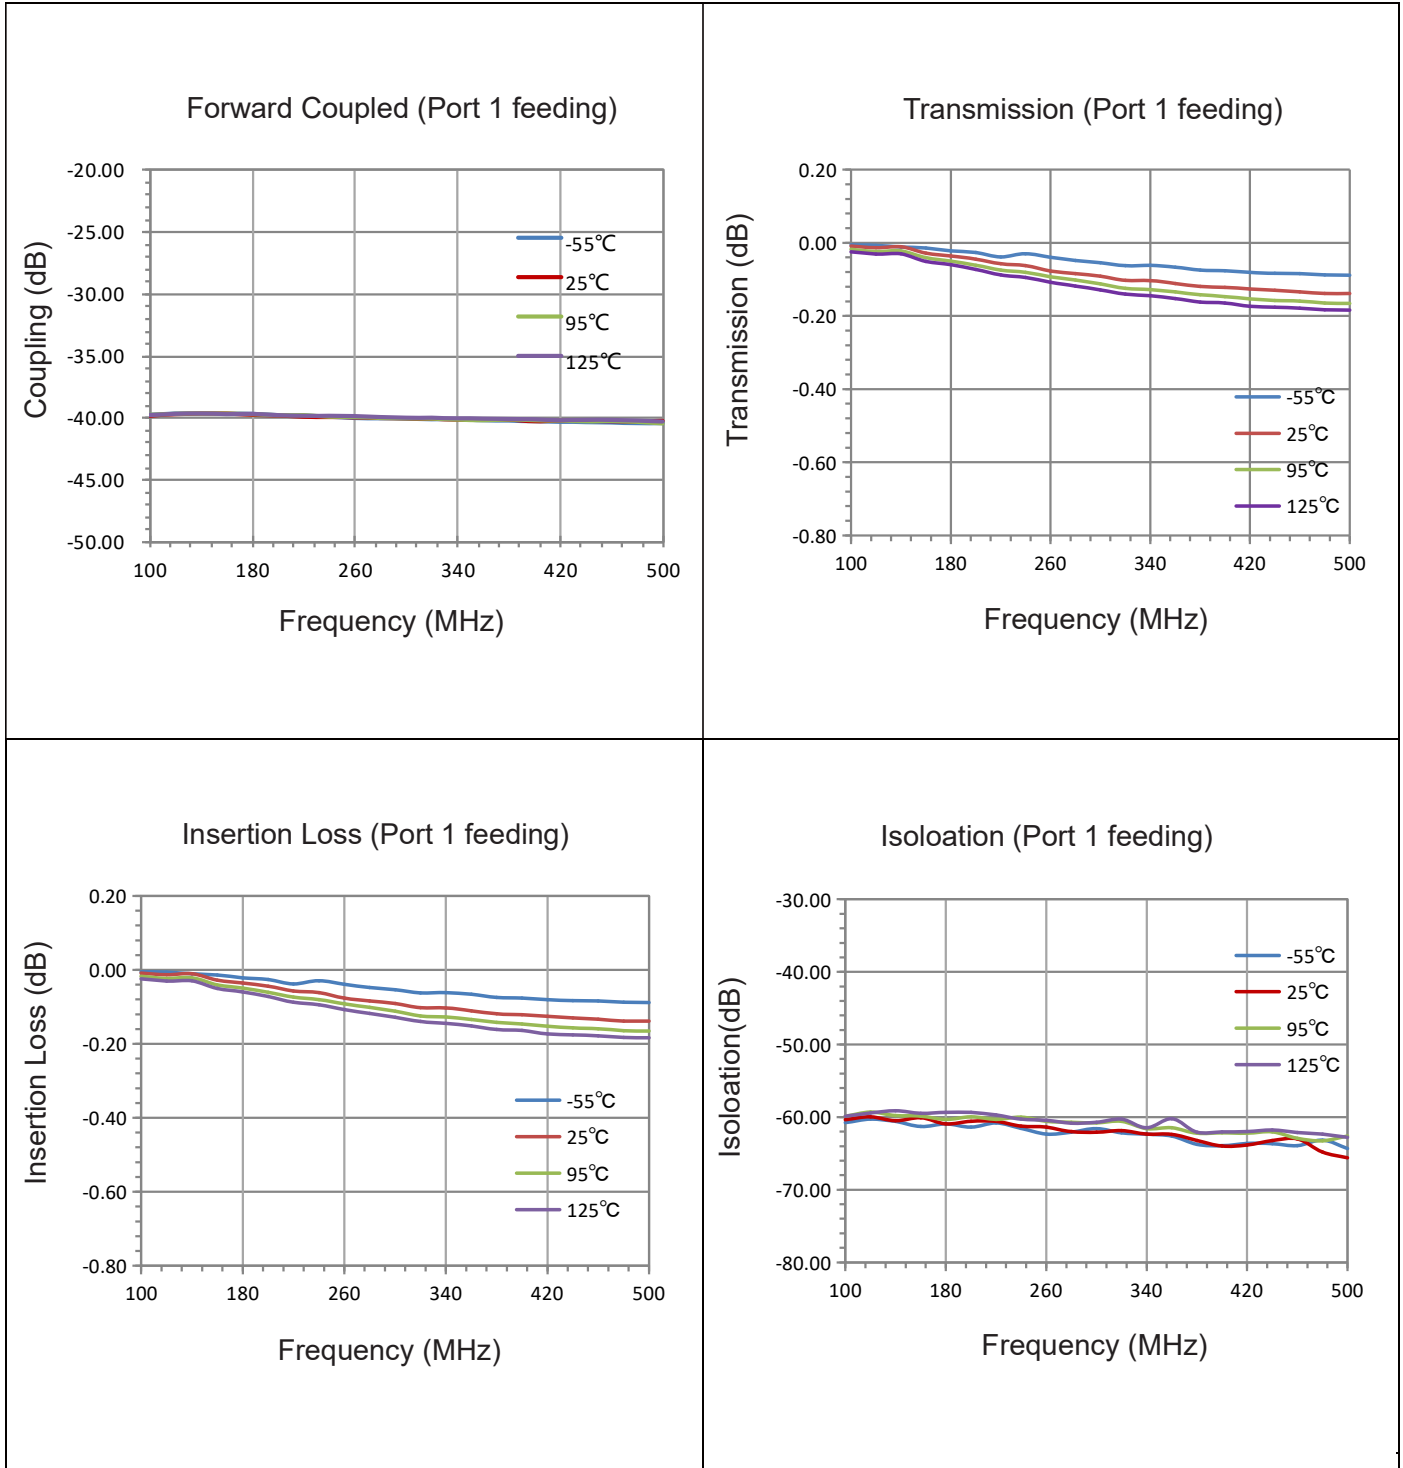 Forward Coupled (Port 1 feeding)
Coupling (dB)
-20.00
-25.00
-30.00
-35.00
-40.00
-45.00
-50.00
-55℃
25℃
95℃
125℃
100 180 260 340 420 500
Frequency (MHz)
Transmission (Port 1 feeding)
Transmission (dB)
0.20
0.00
-0.20
-0.40
-0.60
-0.80
-55℃
25℃
95℃
125℃
100 180 260 340 420 500
Frequency (MHz)
Insertion Loss (Port 1 feeding)
Insertion Loss (dB)
0.20
0.00
-0.20
-0.40
-0.60
-0.80
-55℃
25℃
95℃
125℃
100 180 260 340 420 500
Frequency (MHz)
Isoloation (Port 1 feeding)
Isoloation(dB)
-30.00
-40.00
-50.00
-60.00
-70.00
-80.00
-55℃
25℃
95℃
125℃
100 180 260 340 420 500
Frequency (MHz)